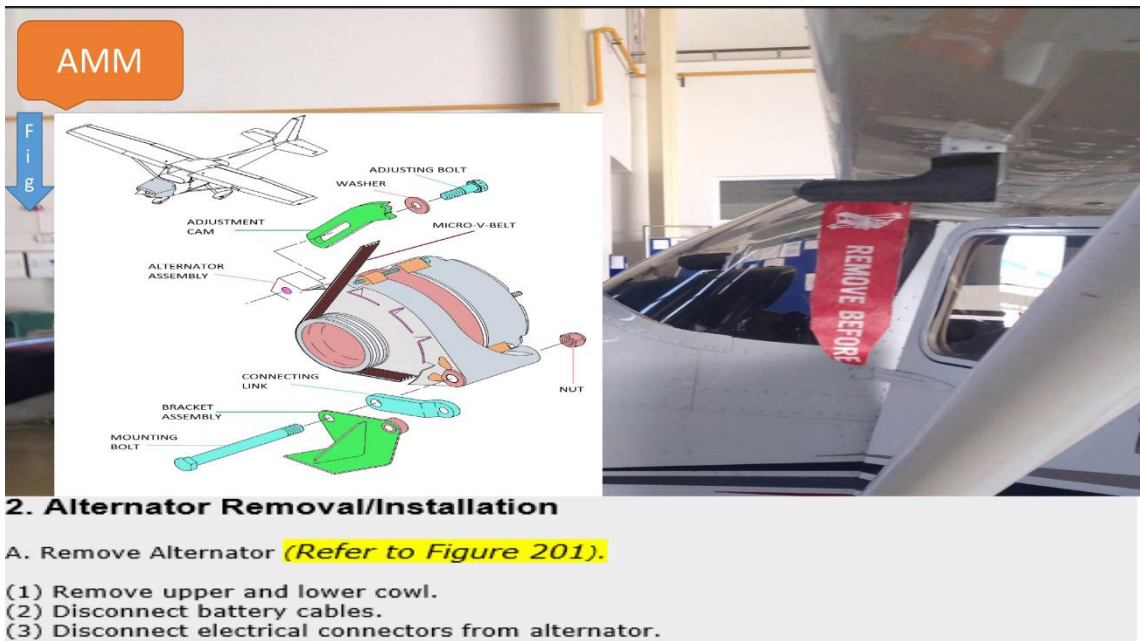 AMM
Fig
ADJUSTING BOLT
WASHER
ADJUSTMENT
CAM
MICRO-V-BELT
ALTERNATOR
ASSEMBLY
CONNECTING
LINK
NUT
BRACKET
ASSEMBLY
MOUNTING
BOLT
REMOVE BEFORE
2. Alternator Removal/Installation
A. Remove Alternator (Refer to Figure 201).
(1) Remove upper and lower cowl.
(2) Disconnect battery cables.
(3) Disconnect electrical connectors from alternator.